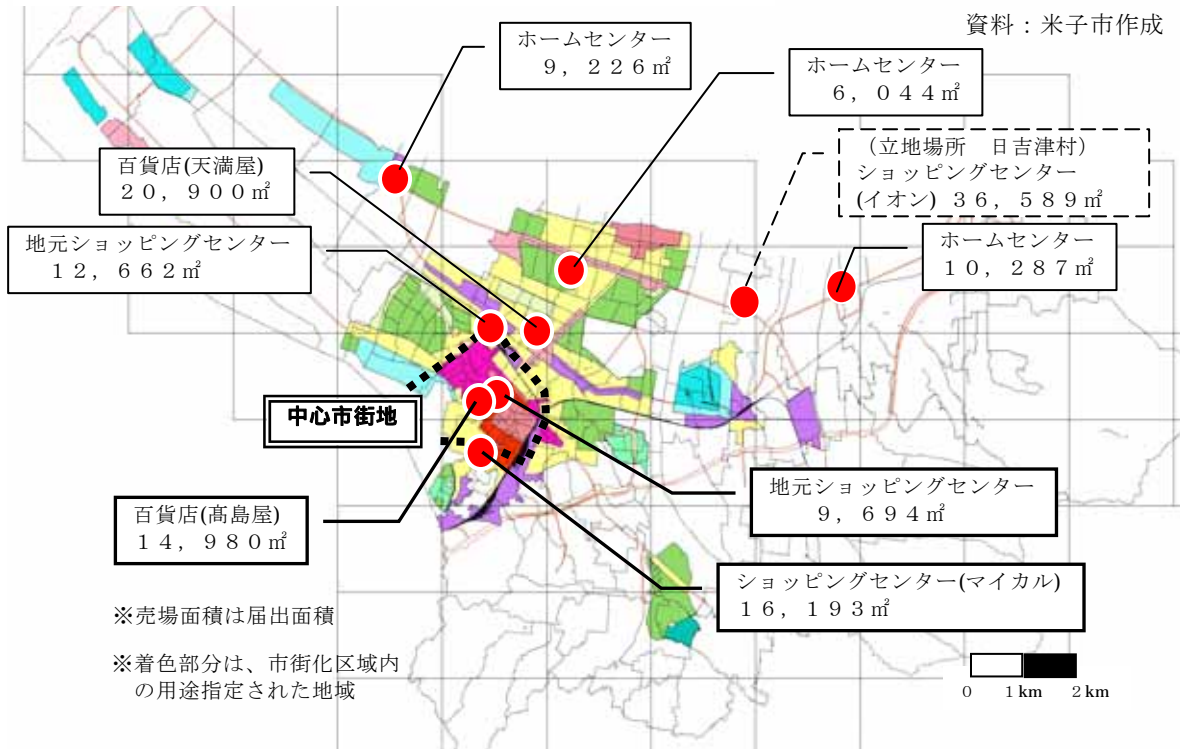 資料：米子市作成
ホームセンター
９，２２６㎡
ホームセンター
６，０４４㎡
（立地場所　日吉津村）
ショッピングセンター
(イオン) ３６，５８９㎡
百貨店(天満屋)
２０，９００㎡
地元ショッピングセンター
１２，６６２㎡
ホームセンター
１０，２８７㎡
中心市街地
百貨店(髙島屋)
１４，９８０㎡
地元ショッピングセンター
９，６９４㎡
ショッピングセンター(マイカル)
１６，１９３㎡
※売場面積は届出面積
※着色部分は、市街化区域内
の用途指定された地域
0　1 km　2 km